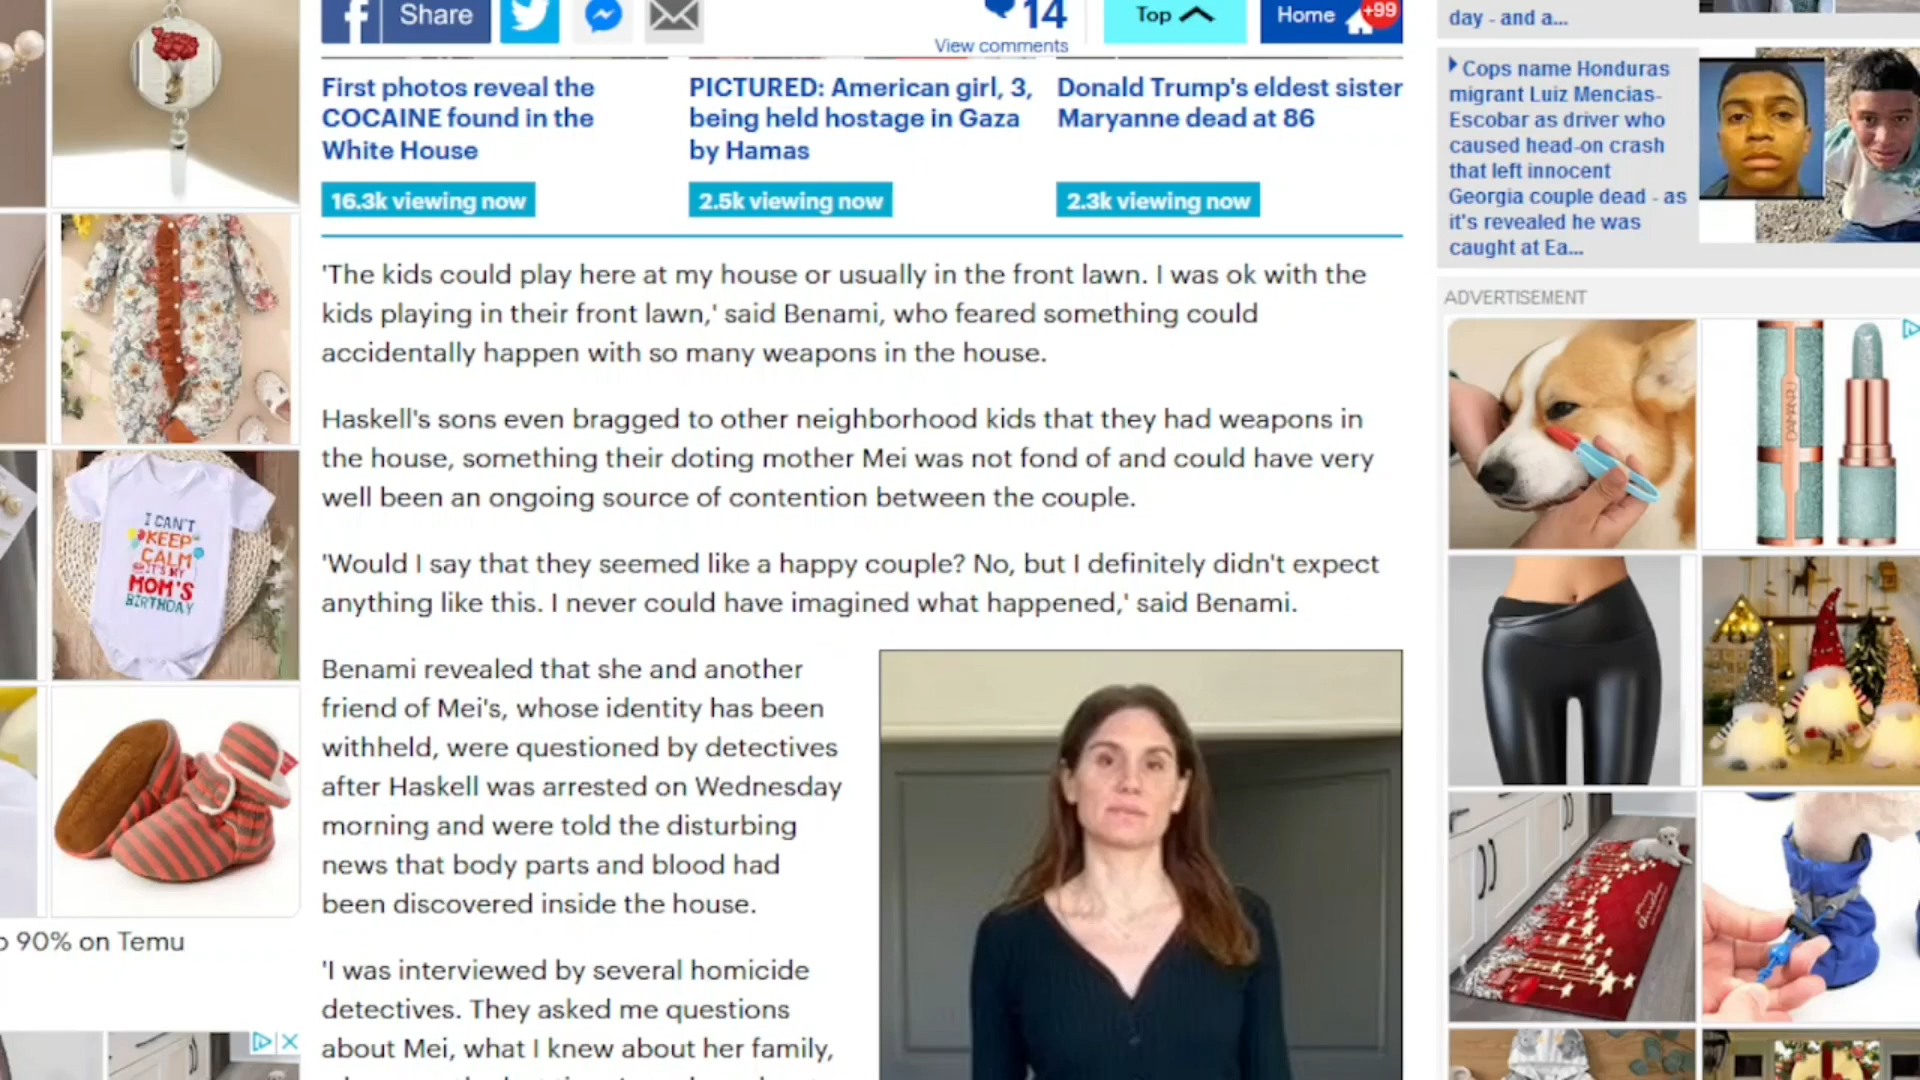 Share
14
View comments
Top
Home
+99
First photos reveal the
COCAINE found in the
White House
16.3k viewing now
PICTURED: American girl, 3,
being held hostage in Gaza
by Hamas
2.5k viewing now
Donald Trump's eldest sister
Maryanne dead at 86
2.3k viewing now
'The kids could play here at my house or usually in the front lawn. I was ok with the
kids playing in their front lawn,' said Benami, who feared something could
accidentally happen with so many weapons in the house.
Haskell's sons even bragged to other neighborhood kids that they had weapons in
the house, something their doting mother Mei was not fond of and could have very
well been an ongoing source of contention between the couple.
'Would I say that they seemed like a happy couple? No, but I definitely didn't expect
anything like this. I never could have imagined what happened,' said Benami.
Benami revealed that she and another
friend of Mei's, whose identity has been
withheld, were questioned by detectives
after Haskell was arrested on Wednesday
morning and were told the disturbing
news that body parts and blood had
been discovered inside the house.
'I was interviewed by several homicide
detectives. They asked me questions
about Mei, what I knew about her family,
day - and a...
Cops name Honduras
migrant Luiz Mencias-
Escobar as driver who
caused head-on crash
that left innocent
Georgia couple dead - as
it's revealed he was
caught at Ea...
ADVERTISEMENT
I CAN'T
KEEP
CALM
IT'S MY
MOM'S
BIRTHDAY
90% on Temu